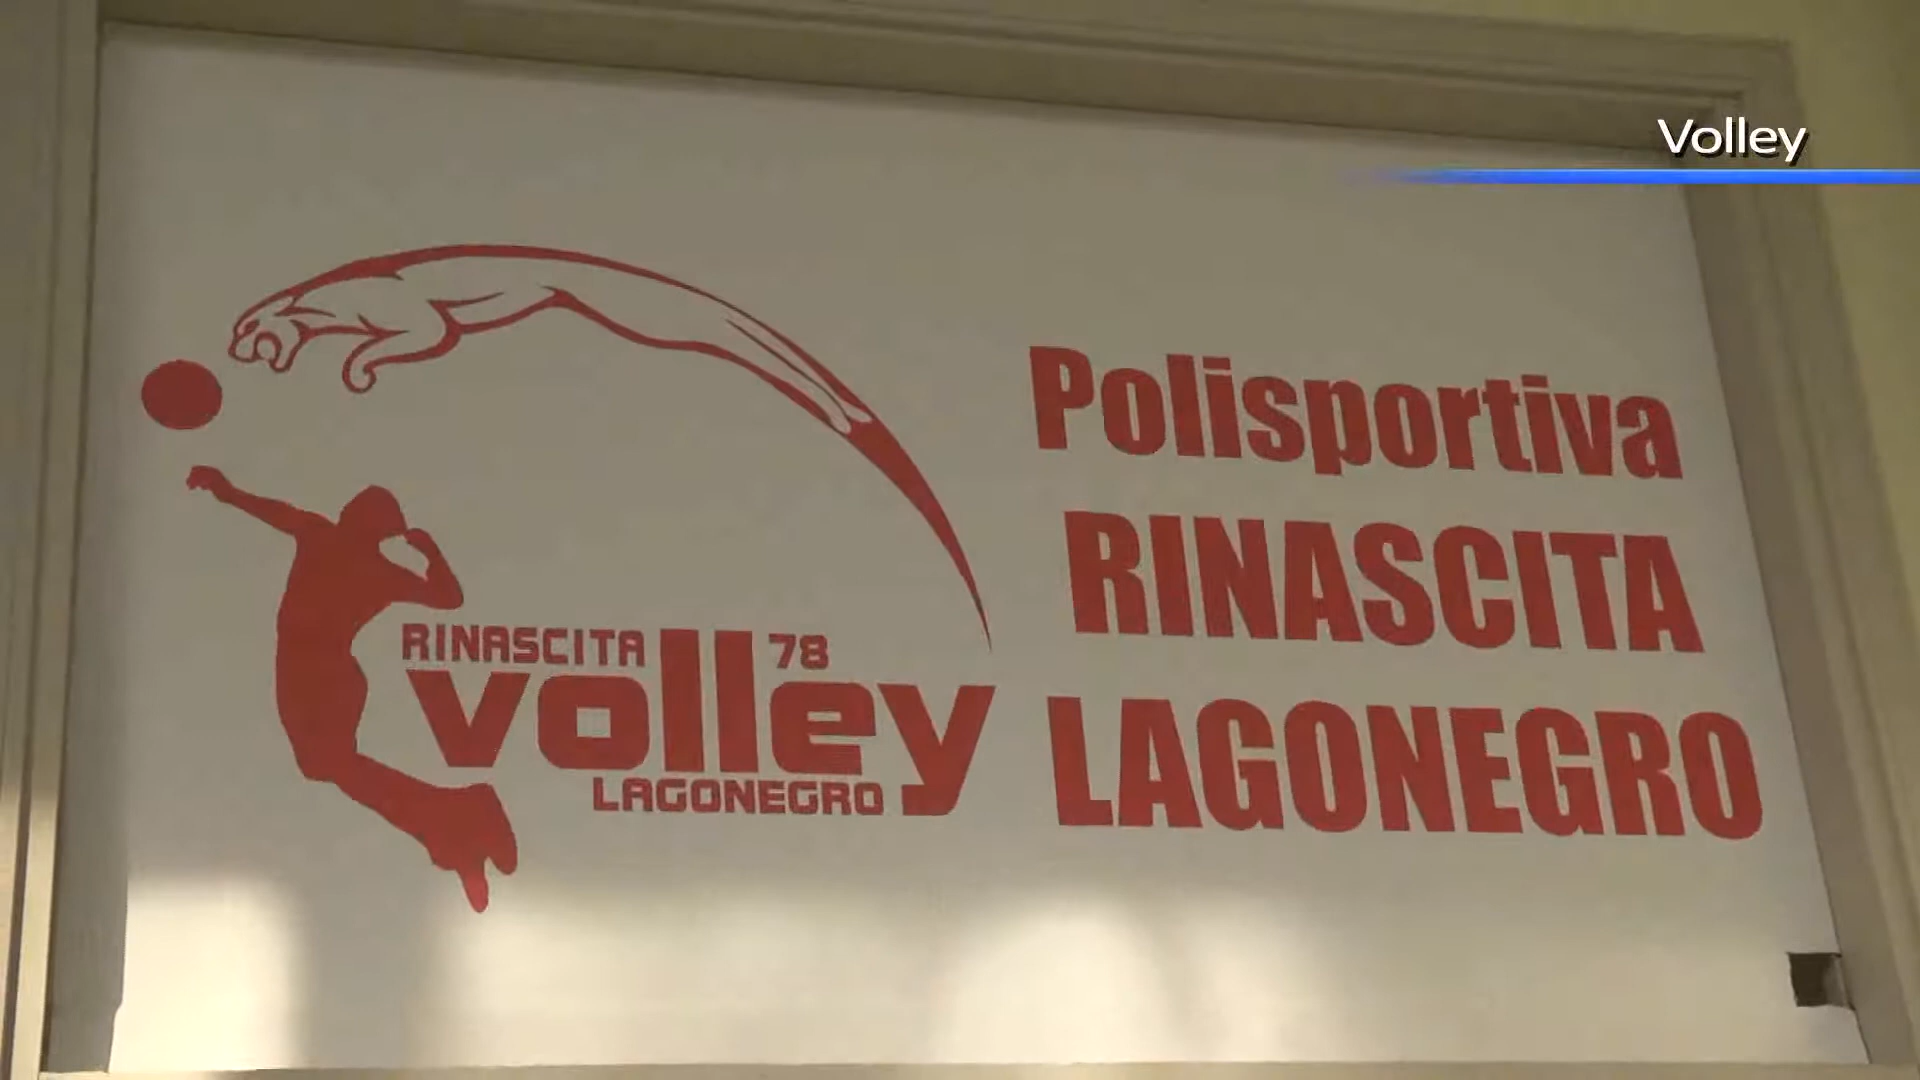 Volley
Polisportiva
RINASCITA
LAGONEGRO
RINASCITA 78
volley
LAGONEGRO